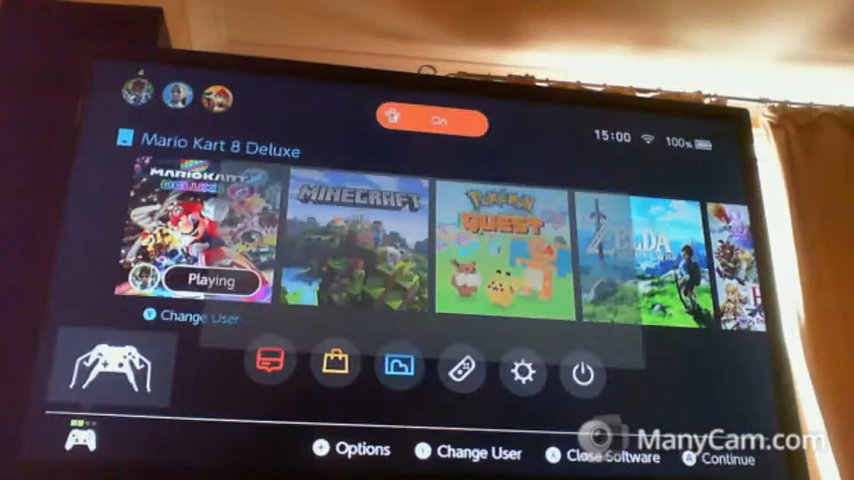 On
15:00 100%
Mario Kart 8 Deluxe
MARIOKART
DELUXE
MINECRAFT
POKéMON
QUEST
ZELDA
Playing
Change User
Options
Change User
Close Software
Continue
ManyCam.com